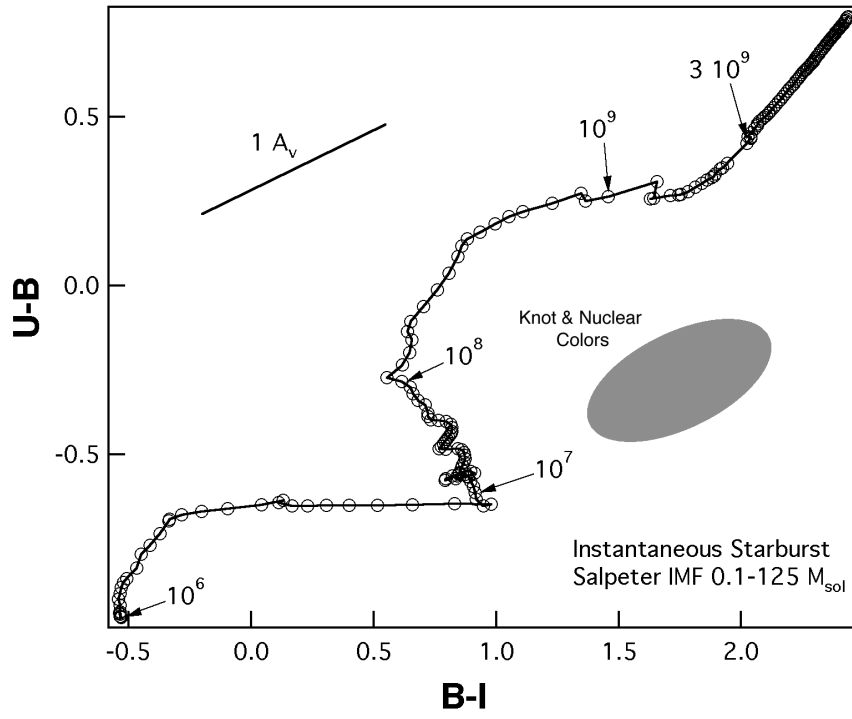 1 Av
3 10^9
10^9
Knot & Nuclear
Colors
10^8
10^7
10^6
Instantaneous Starburst
Salpeter IMF 0.1-125 Msol
U-B
0.5
0.0
-0.5
-0.5 0.0 0.5 1.0 1.5 2.0
B-I